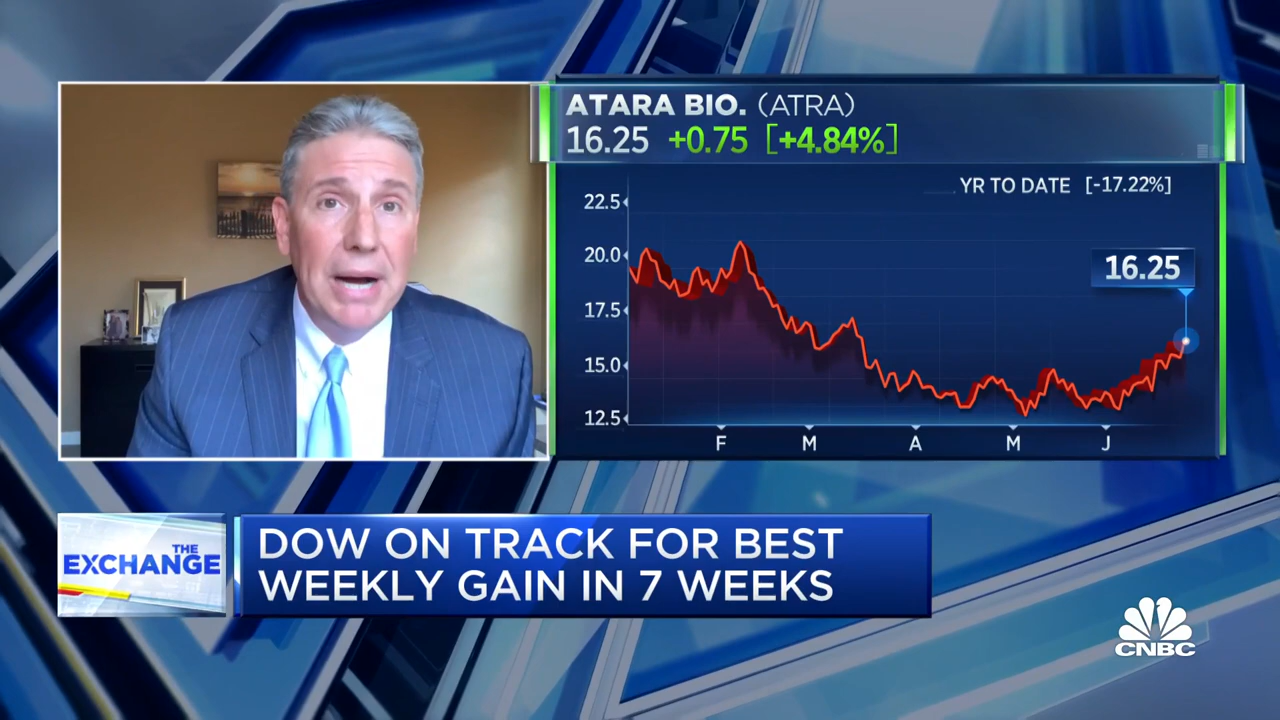 ATARA BIO. (ATRA)
16.25 +0.75 [+4.84%]
YR TO DATE [-17.22%]
22.5
20.0
17.5
15.0
12.5
16.25
F M A M J
THE
EXCHANGE
DOW ON TRACK FOR BEST
WEEKLY GAIN IN 7 WEEKS
CNBC